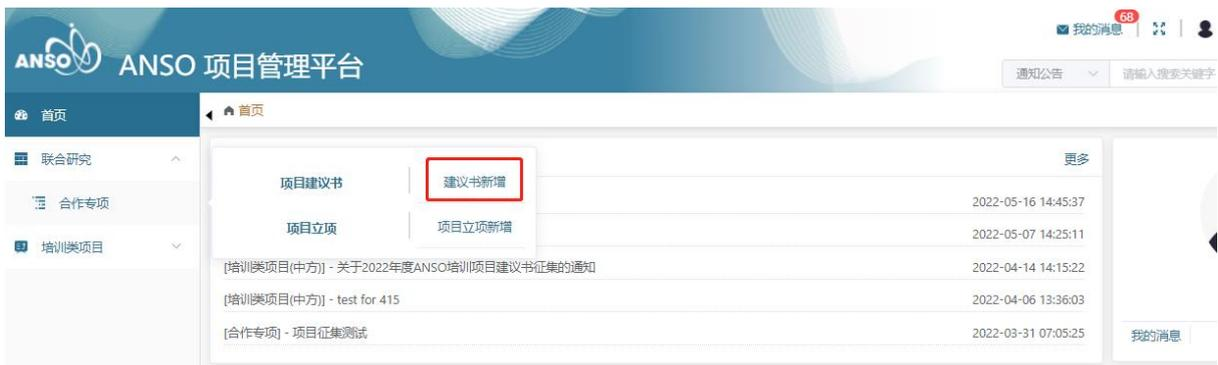 68
我的消息
ANSO
ANSO 项目管理平台
通知公告
请输入搜索关键字
首页
首页
联合研究
更多
项目建议书
建议书新增
合作专项
2022-05-16 14:45:37
项目立项
项目立项新增
2022-05-07 14:25:11
培训类项目
[培训类项目(中方)] - 关于2022年度ANSO培训项目建议书征集的通知
2022-04-14 14:15:22
[培训类项目(中方)] - test for 415
2022-04-06 13:36:03
[合作专项] - 项目征集测试
2022-03-31 07:05:25
我的消息